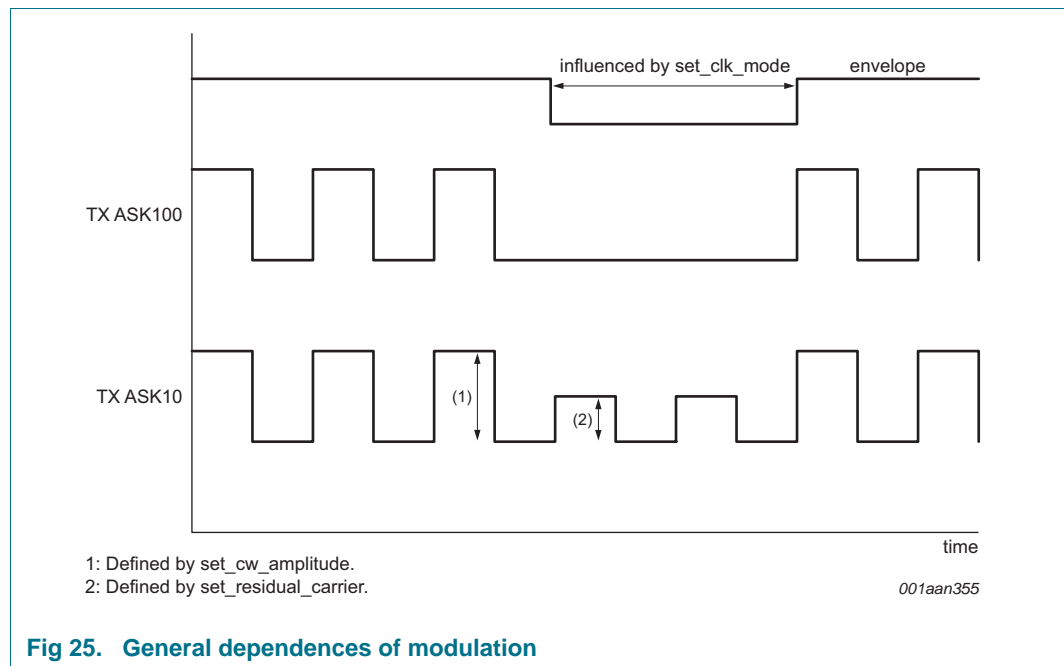 influenced by set_clk_mode envelope
TX ASK100
TX ASK10
(1)
(2)
time
1: Defined by set_cw_amplitude.
2: Defined by set_residual_carrier.
001aan355
Fig 25. General dependences of modulation